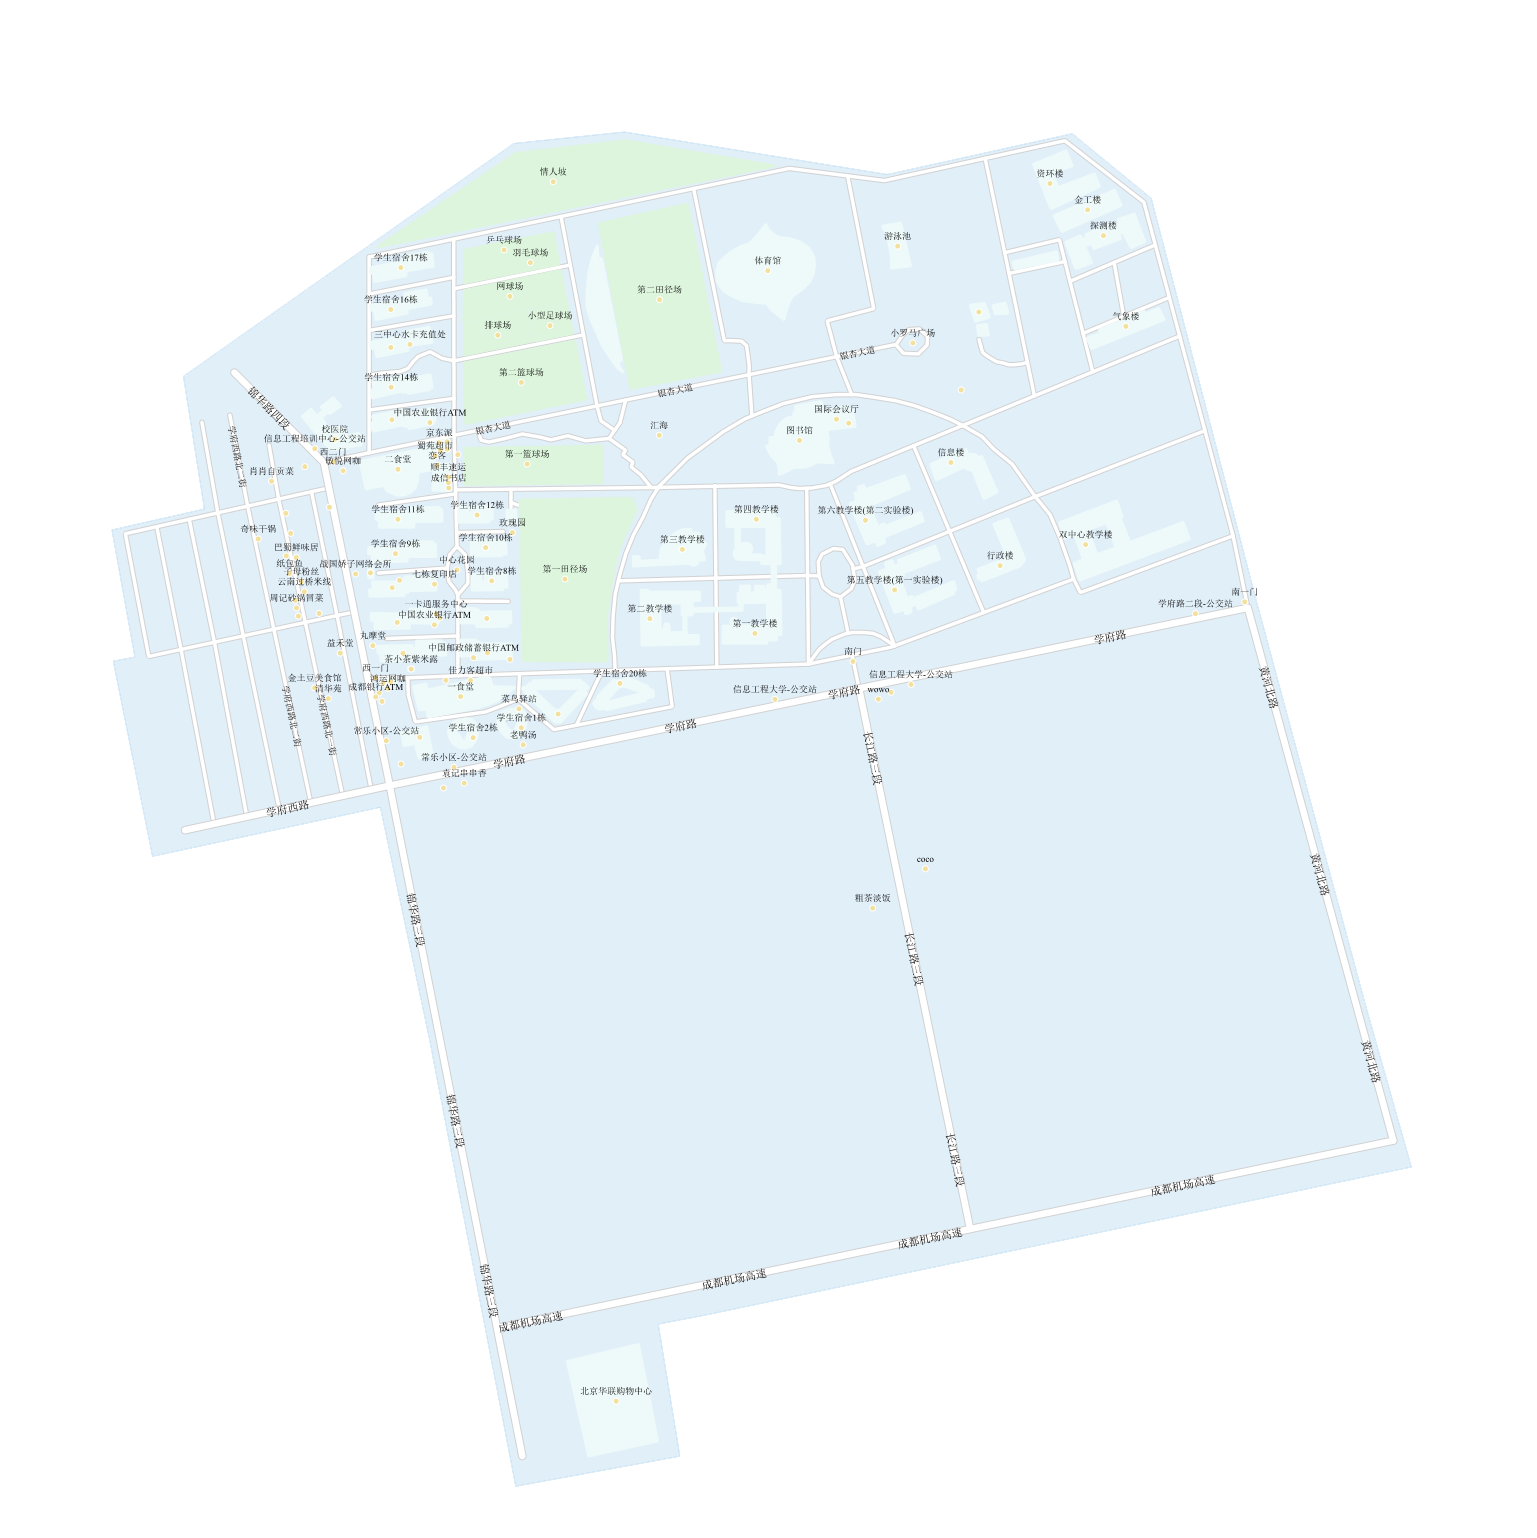 情人坡
资环楼
金工楼
探测楼
游泳池
乒乓球场
羽毛球场
学生宿舍17栋
体育馆
网球场
第二田径场
学生宿舍16栋
小型足球场
气象楼
排球场
三中心水卡充值处
小罗马广场
银杏大道
第二篮球场
学生宿舍14栋
银杏大道
锦华路四段
中国农业银行ATM
国际会议厅
汇海
图书馆
银杏大道
校医院
京东派
信息工程培训中心-公交站
蜀苑超市
西二门
恋客
第一篮球场
信息楼
敏悦网咖
二食堂
学府西路北二街
肖肖自贡菜
顺丰速运
成信书店
学生宿舍12栋
学生宿舍11栋
第四教学楼
第六教学楼(第二实验楼)
玫瑰园
奇味干锅
双中心教学楼
学生宿舍10栋
第三教学楼
学生宿舍9栋
巴蜀鲜味居
行政楼
中心花园
纸包鱼
战国娇子网络会所
第一田径场
子母粉丝
七栋复印店
学生宿舍8栋
云南过桥米线
第五教学楼(第一实验楼)
南一门
周记砂锅冒菜
一卡通服务中心
学府路二段-公交站
第二教学楼
中国农业银行ATM
第一教学楼
丸摩堂
学府路
益禾堂
中国邮政储蓄银行ATM
南门
茶小茶紫米露
西一门
佳力客超市
学生宿舍20栋
信息工程大学-公交站
金土豆美食馆
鸿运网咖
清华苑
成都银行ATM
一食堂
信息工程大学-公交站
wowo
学府路
黄河北路
菜鸟驿站
学府西路北二街
学府西路北一街
学生宿舍1栋
学生宿舍2栋
学府路
常乐小区-公交站
老鸭汤
常乐小区-公交站
学府路
长江路三段
袁记串串香
学府西路
coco
黄河北路
粗茶淡饭
锦华路三段
长江路三段
黄河北路
锦华路三段
长江路三段
成都机场高速
成都机场高速
锦华路三段
成都机场高速
成都机场高速
北京华联购物中心